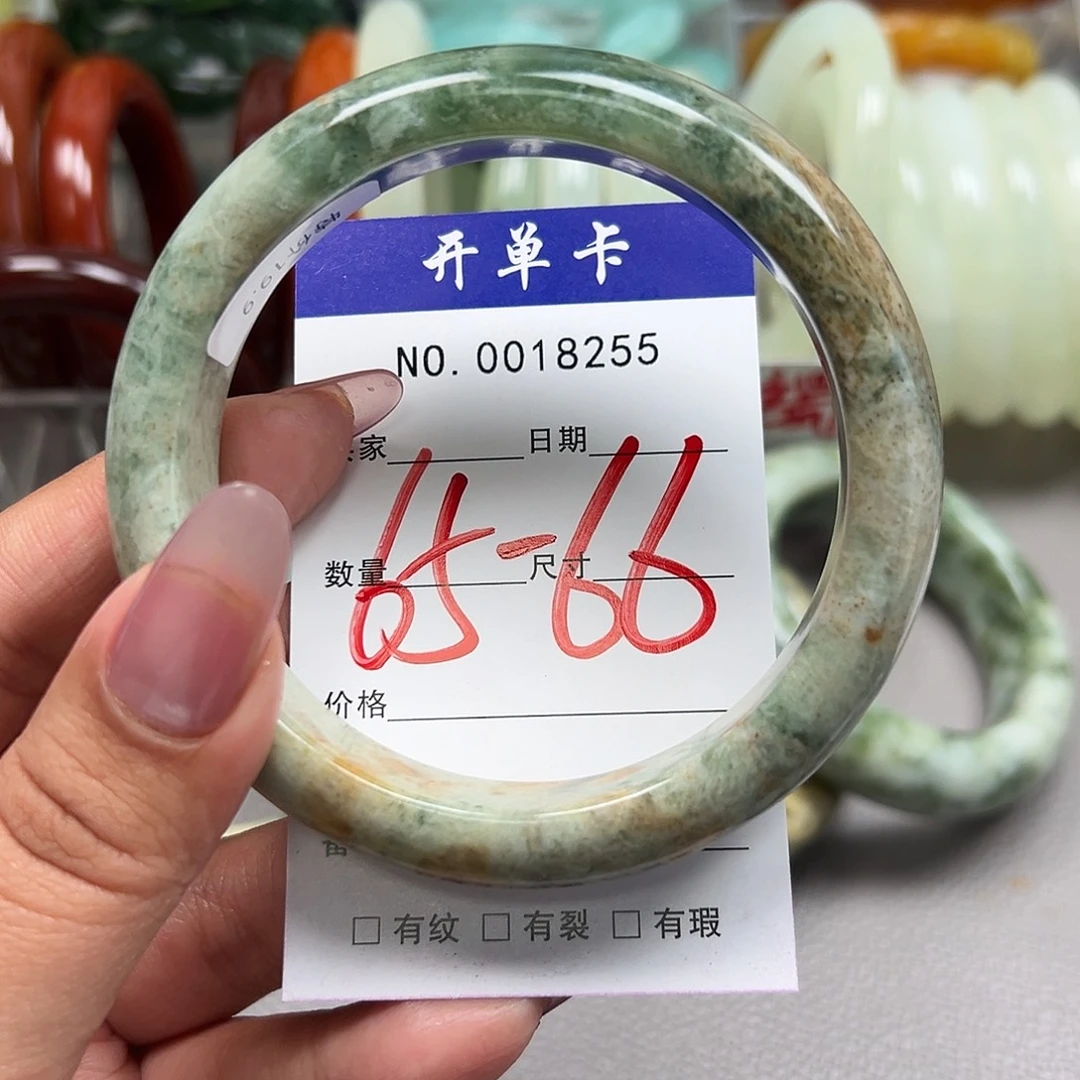 开单卡
NO. 0018255
家 日期
65-66
数量 尺寸
价格
备
□ 有纹 □ 有裂 □ 有瑕